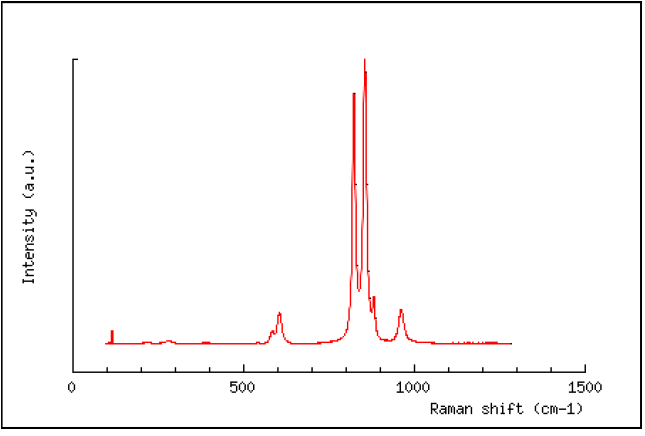 Intensity (a.u.)
0 500 1000 1500
Raman shift (cm-1)